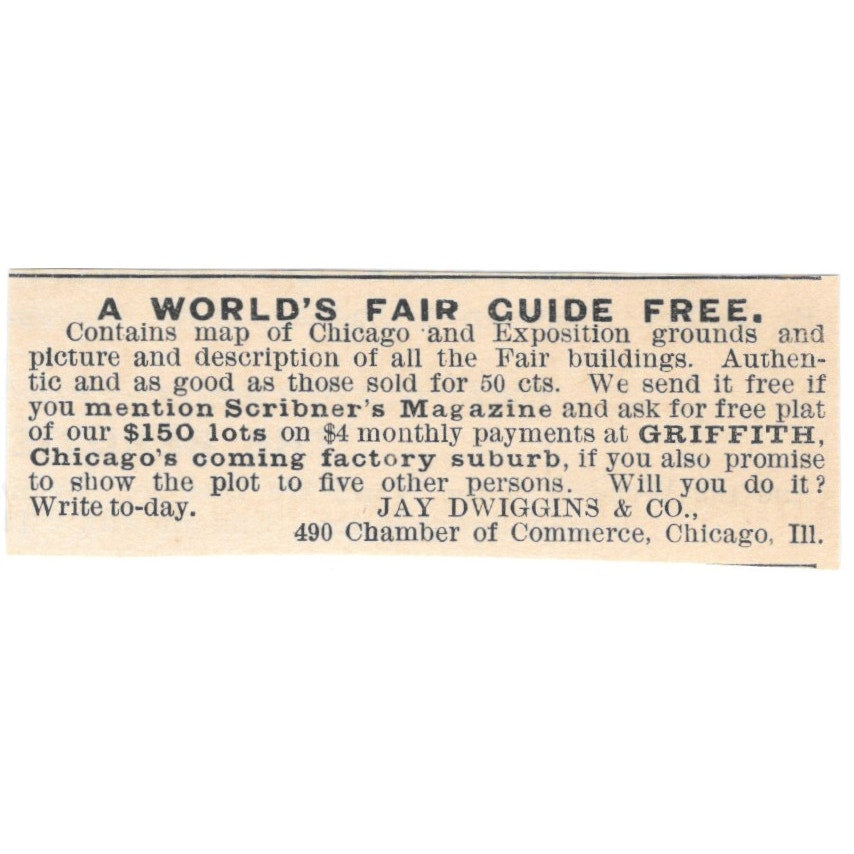 A WORLD'S FAIR GUIDE FREE.
Contains map of Chicago and Exposition grounds and
picture and description of all the Fair buildings. Authen-
tic and as good as those sold for 50 cts. We send it free if
you mention Scribner's Magazine and ask for free plat
of our $150 lots on $4 monthly payments at GRIFFITH,
Chicago's coming factory suburb, if you also promise
to show the plot to five other persons. Will you do it?
Write to-day. JAY DWIGGINS & CO.,
490 Chamber of Commerce, Chicago, Ill.